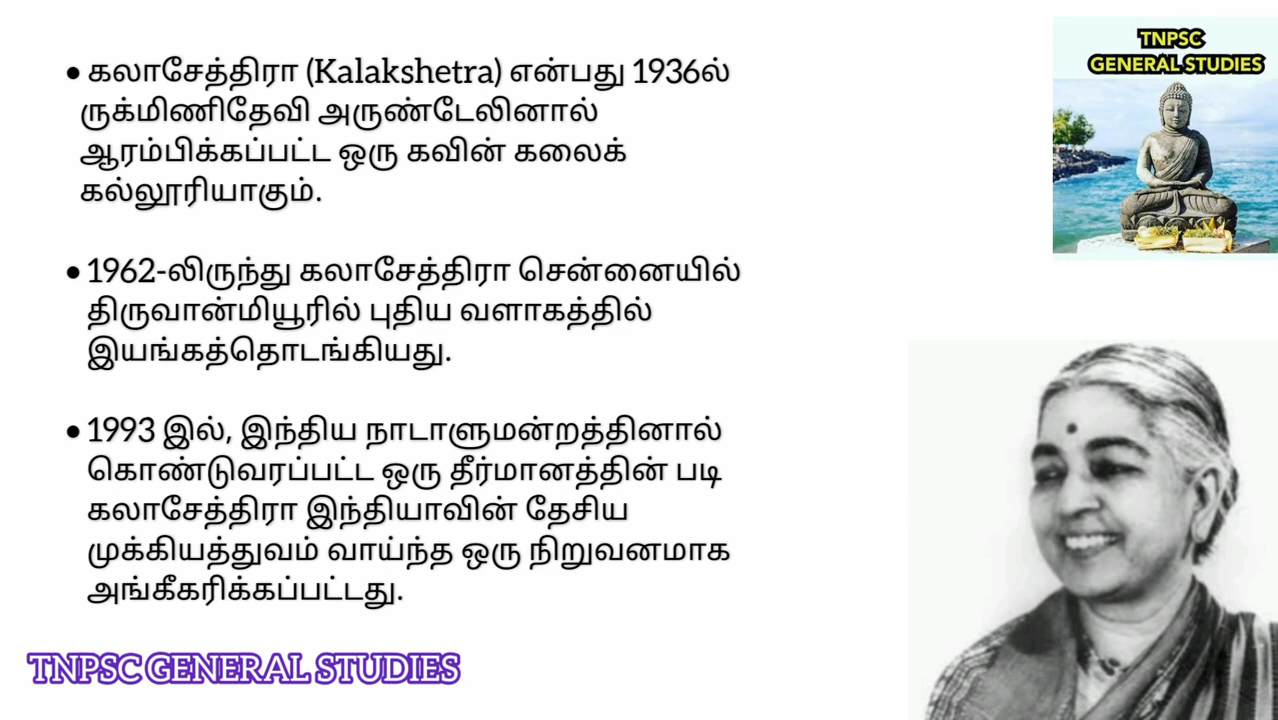 • கலாசேத்திரா (Kalakshetra) என்பது 1936ல்
ருக்மிணிதேவி அருண்டேலினால்
ஆரம்பிக்கப்பட்ட ஒரு கவின் கலைக்
கல்லூரியாகும்.
• 1962-லிருந்து கலாசேத்திரா சென்னையில்
திருவான்மியூரில் புதிய வளாகத்தில்
இயங்கத்தொடங்கியது.
• 1993 இல், இந்திய நாடாளுமன்றத்தினால்
கொண்டுவரப்பட்ட ஒரு தீர்மானத்தின் படி
கலாசேத்திரா இந்தியாவின் தேசிய
முக்கியத்துவம் வாய்ந்த ஒரு நிறுவனமாக
அங்கீகரிக்கப்பட்டது.
TNPSC GENERAL STUDIES
TNPSC
GENERAL STUDIES